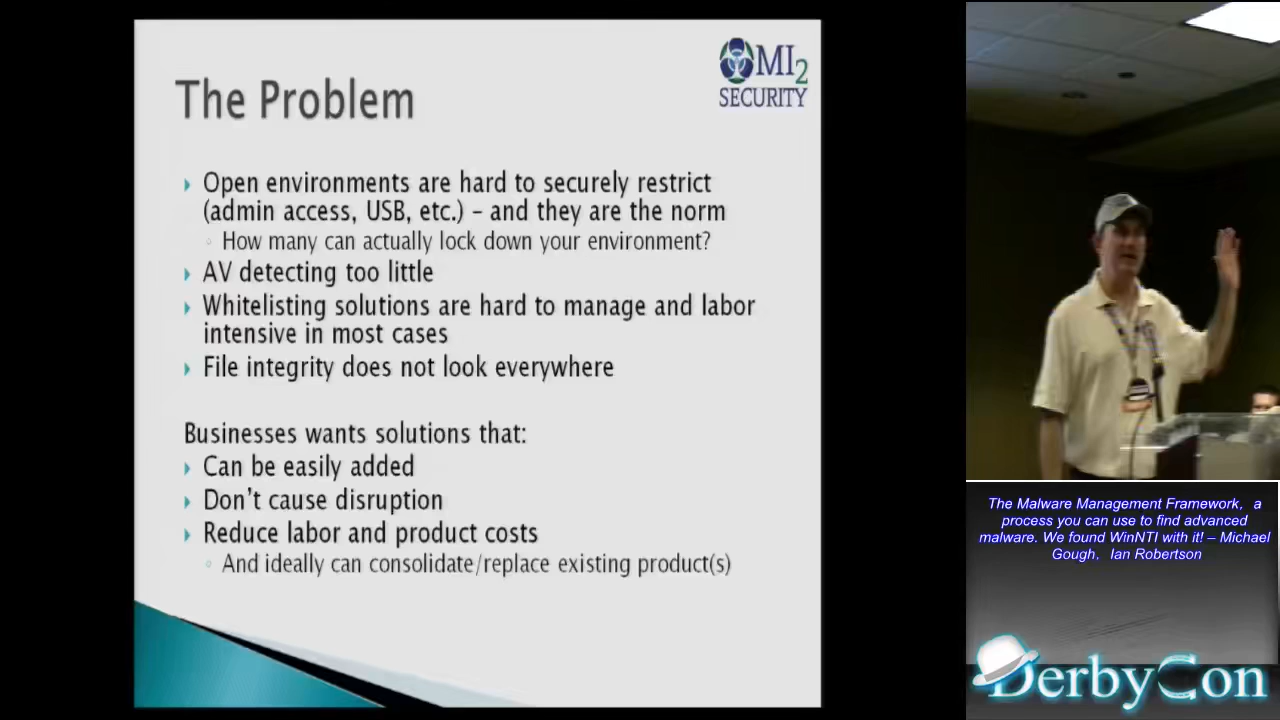 The Problem
MI2
SECURITY
Open environments are hard to securely restrict
(admin access, USB, etc.) – and they are the norm
How many can actually lock down your environment?
AV detecting too little
Whitelisting solutions are hard to manage and labor
intensive in most cases
File integrity does not look everywhere
Businesses wants solutions that:
Can be easily added
Don't cause disruption
Reduce labor and product costs
And ideally can consolidate/replace existing product(s)
The Malware Management Framework, a
process you can use to find advanced
malware. We found WinNTI with it! – Michael
Gough, Ian Robertson
DerbyCon